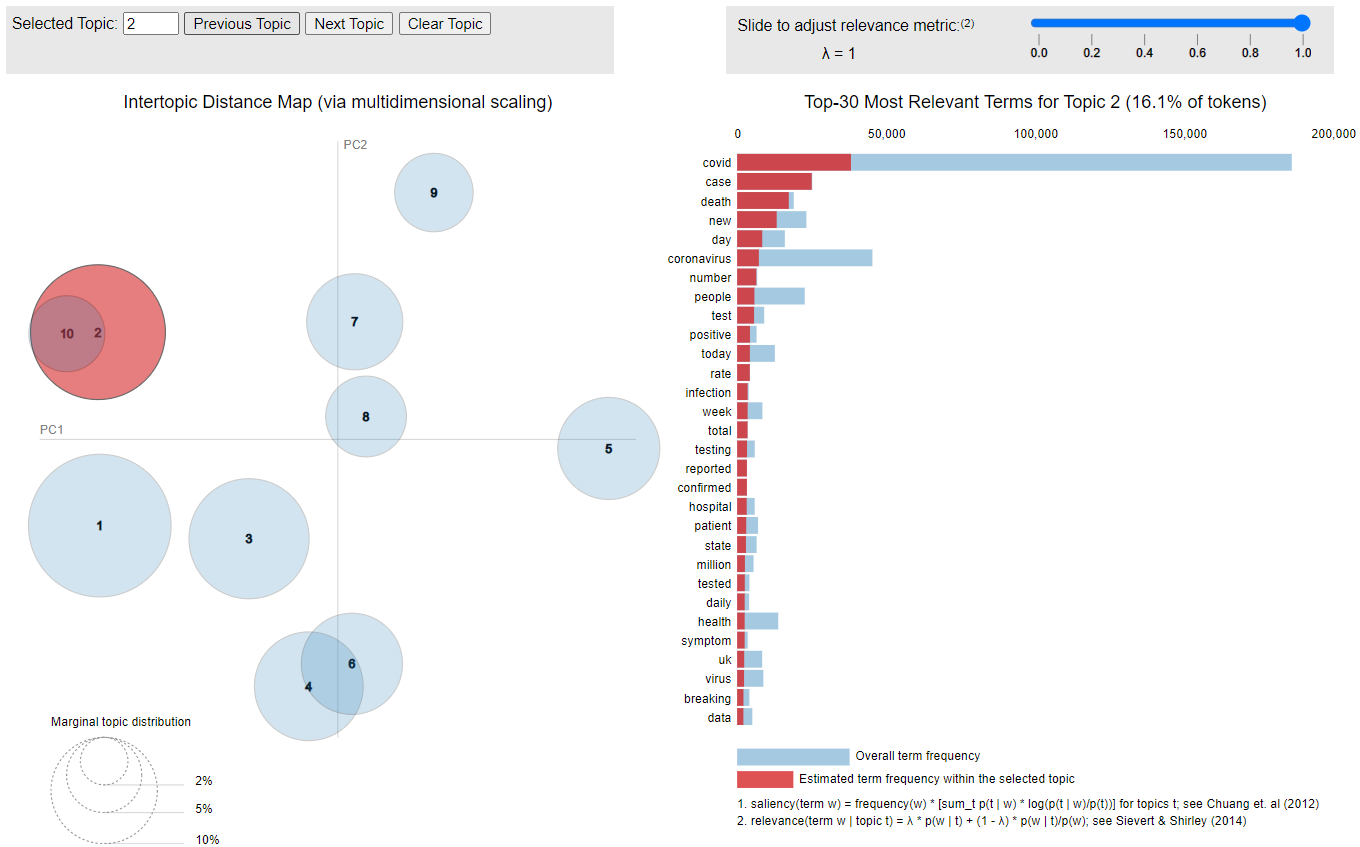 Selected Topic: 2 Previous Topic Next Topic Clear Topic
Slide to adjust relevance metric:(2)
λ = 1
0.0 0.2 0.4 0.6 0.8 1.0
Intertopic Distance Map (via multidimensional scaling)
PC2
9
7
10 2
8
PC1
5
1
3
6
4
Marginal topic distribution
2%
5%
10%
Top-30 Most Relevant Terms for Topic 2 (16.1% of tokens)
0 50,000 100,000 150,000 200,000
covid
case
death
new
day
coronavirus
number
people
test
positive
today
rate
infection
week
total
testing
reported
confirmed
hospital
patient
state
million
tested
daily
health
symptom
uk
virus
breaking
data
Overall term frequency
Estimated term frequency within the selected topic
1. saliency(term w) = frequency(w) * [sum_t p(t | w) * log(p(t | w)/p(t))] for topics t; see Chuang et. al (2012)
2. relevance(term w | topic t) = λ * p(w | t) + (1 - λ) * p(w | t)/p(w); see Sievert & Shirley (2014)